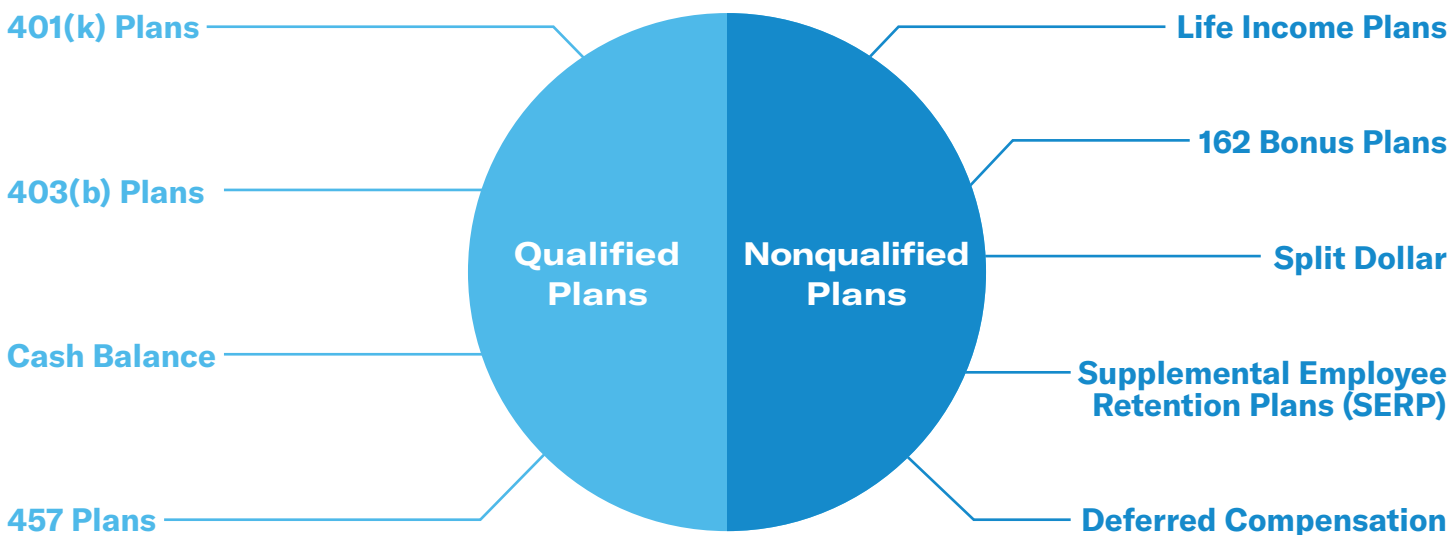 401(k) Plans
403(b) Plans
Cash Balance
457 Plans
Qualified
Plans
Nonqualified
Plans
Life Income Plans
162 Bonus Plans
Split Dollar
Supplemental Employee
Retention Plans (SERP)
Deferred Compensation